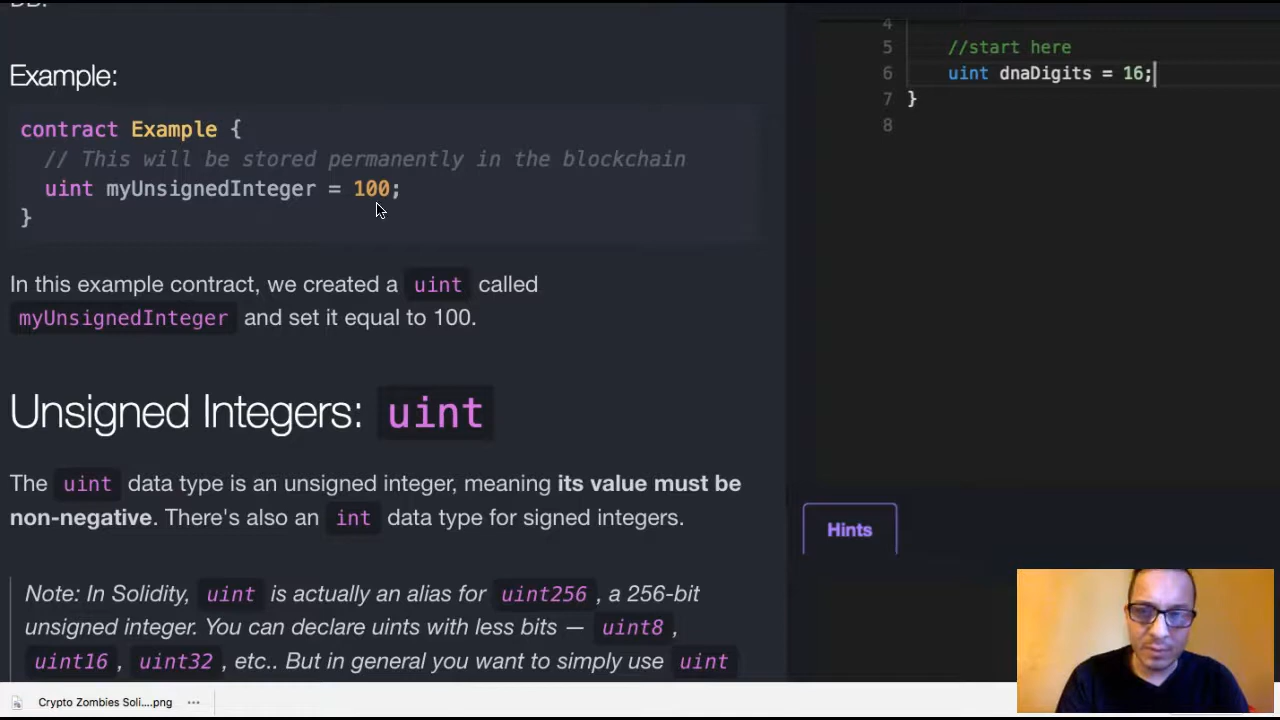 DB.
Example:
contract Example {
// This will be stored permanently in the blockchain
uint myUnsignedInteger = 100;
}
In this example contract, we created a uint called
myUnsignedInteger and set it equal to 100.
Unsigned Integers: uint
The uint data type is an unsigned integer, meaning its value must be
non-negative. There's also an int data type for signed integers.
Note: In Solidity, uint is actually an alias for uint256 , a 256-bit
unsigned integer. You can declare uints with less bits — uint8 ,
uint16 , uint32 , etc.. But in general you want to simply use uint
4
5 //start here
6 uint dnaDigits = 16;
7 }
8
Hints
Crypto Zombies Soli....png